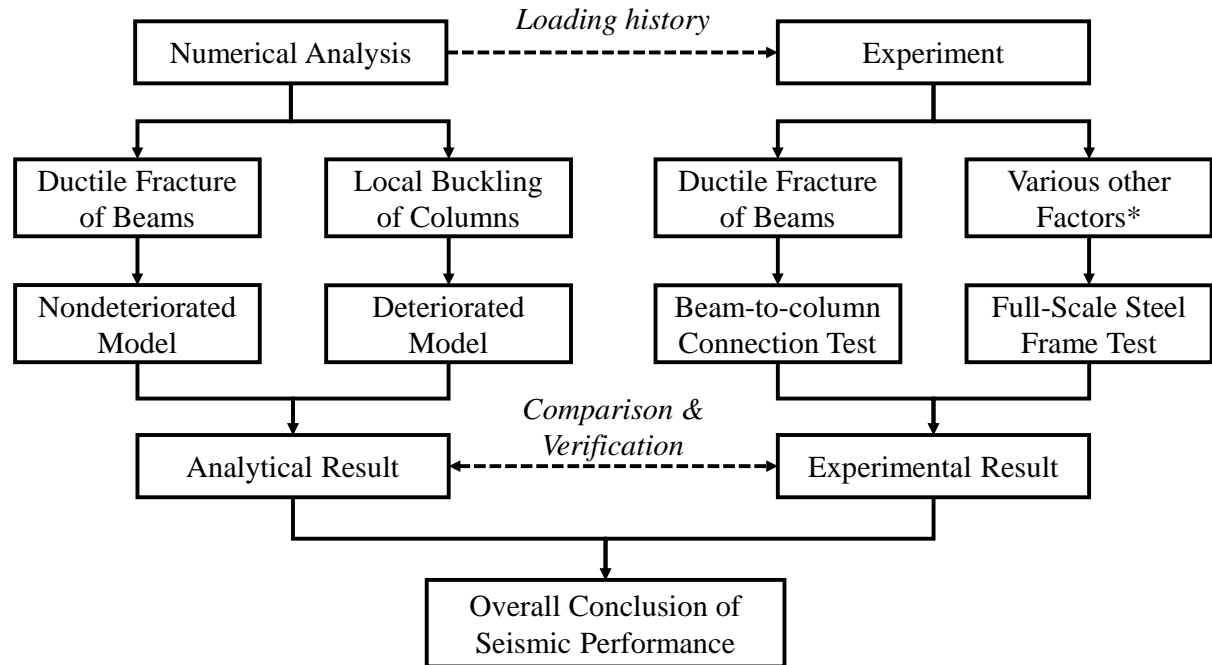 Loading history
Numerical Analysis
Experiment
Ductile Fracture
of Beams
Local Buckling
of Columns
Ductile Fracture
of Beams
Various other
Factors*
Nondeteriorated
Model
Deteriorated
Model
Beam-to-column
Connection Test
Full-Scale Steel
Frame Test
Comparison &
Verification
Analytical Result
Experimental Result
Overall Conclusion of
Seismic Performance